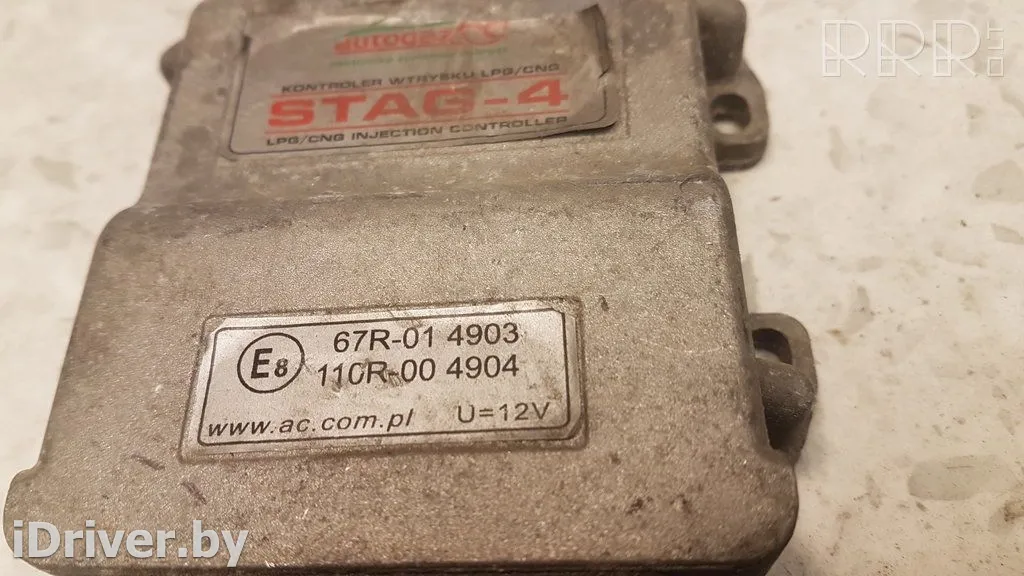 RRR.LT
autogaz
KONTROLER WTRYSKU LPG/CNG
STAG-4
LPG/CNG INJECTION CONTROLLER
E8
67R-01 4903
110R-00 4904
www.ac.com.pl U=12V
iDriver.by